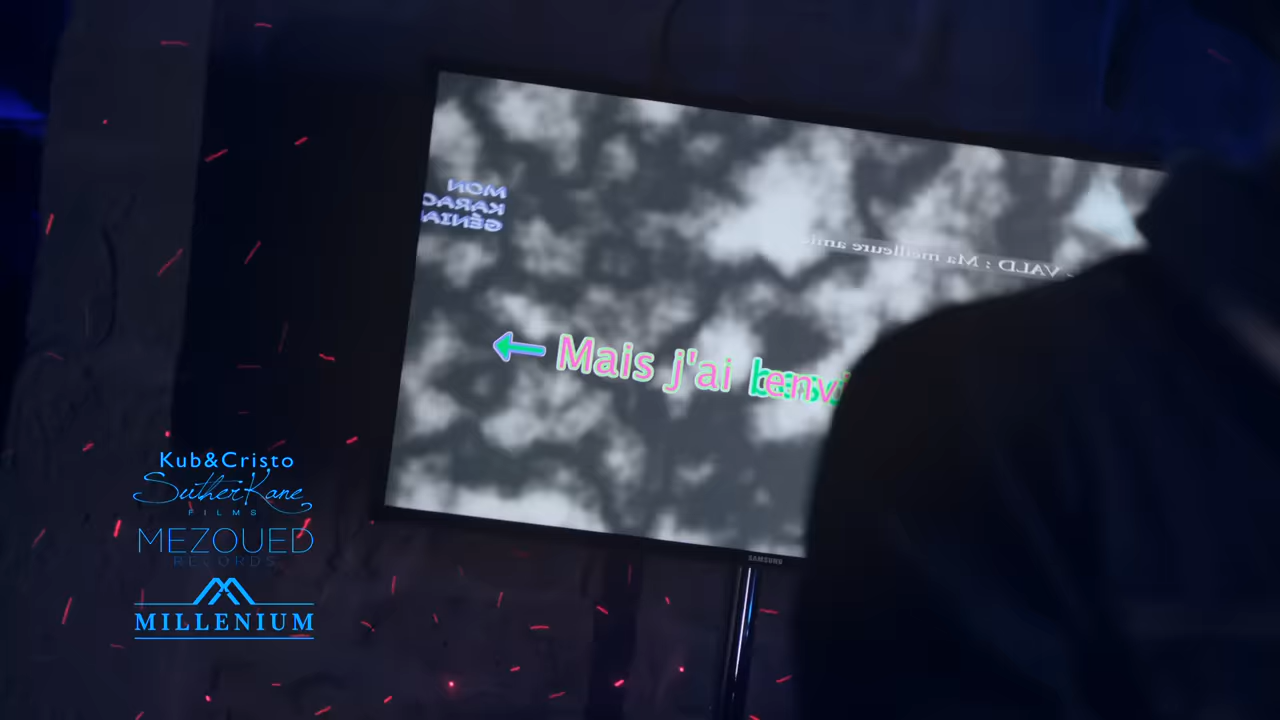 MON
KARAO
GÉNIA
VALD : Ma meilleure amie
Mais j'ai
Kub&Cristo
SutherKane
FILMS
MEZOUED
RECORDS
MILLENIUM
SAMSUNG